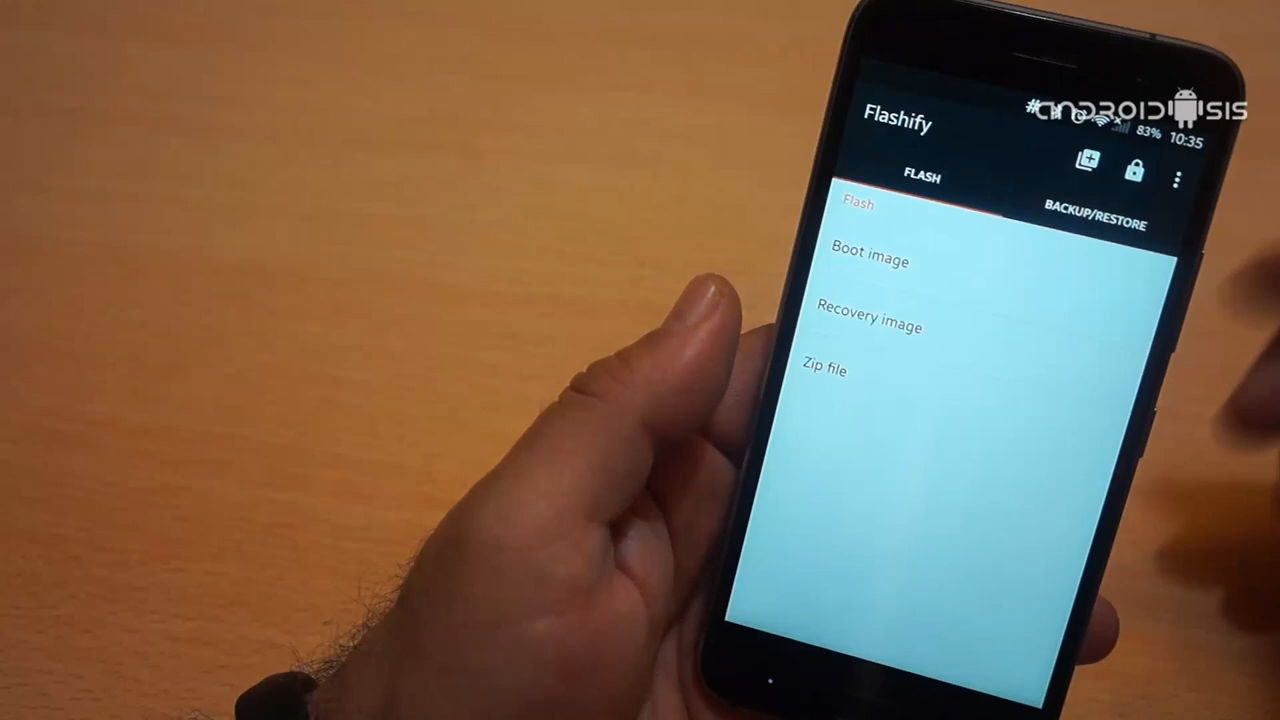 ANDROIDSIS
# 83% 10:35
Flashify
FLASH
BACKUP/RESTORE
Flash
Boot image
Recovery image
Zip file